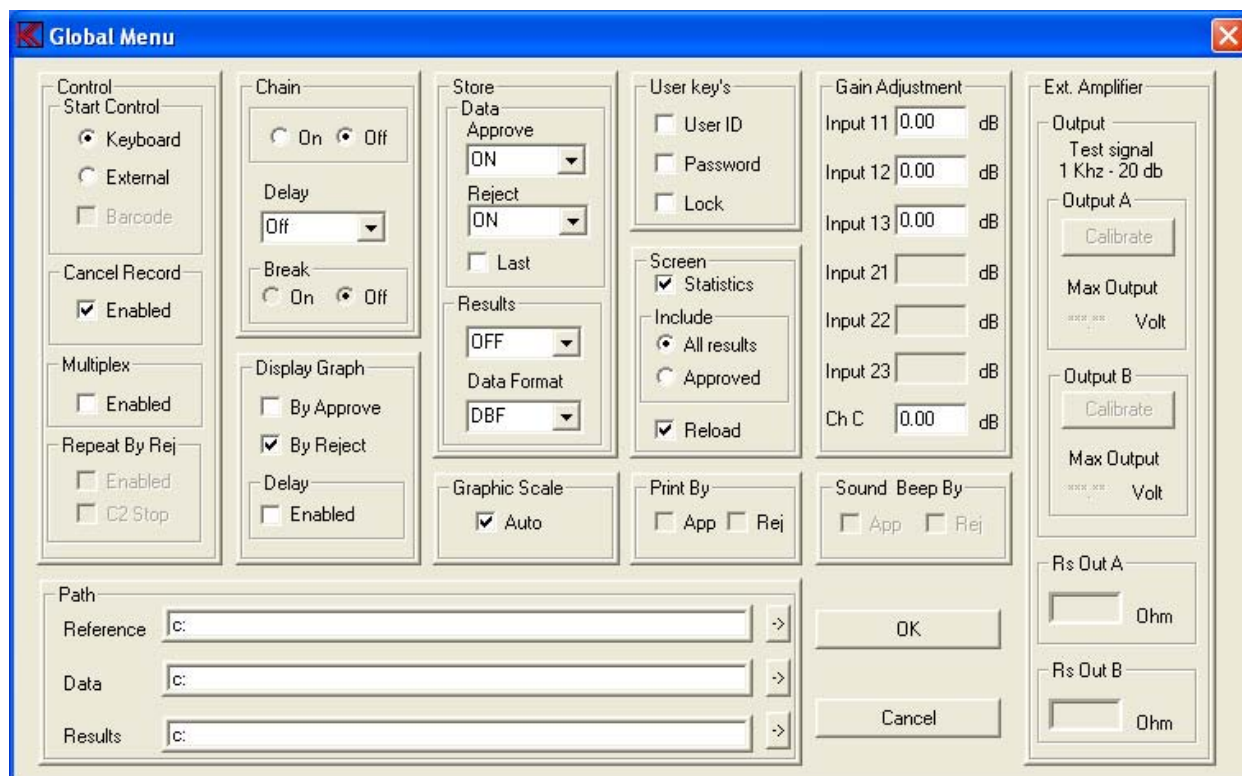 Global Menu
Control
Start Control
Keyboard
External
Barcode
Cancel Record
Enabled
Multiplex
Enabled
Repeat By Rej
Enabled
C2 Stop
Chain
On Off
Delay
Off
Break
On Off
Display Graph
By Approve
By Reject
Delay
Enabled
Store
Data
Approve
ON
Reject
ON
Last
Results
OFF
Data Format
DBF
Graphic Scale
Auto
User key's
User ID
Password
Lock
Screen
Statistics
Include
All results
Approved
Reload
Print By
App Rej
Gain Adjustment
Input 11 0.00 dB
Input 12 0.00 dB
Input 13 0.00 dB
Input 21 dB
Input 22 dB
Input 23 dB
Ch C 0.00 dB
Sound Beep By
App Rej
Ext. Amplifier
Output
Test signal
1 Khz - 20 db
Output A
Calibrate
Max Output
***.** Volt
Output B
Calibrate
Max Output
***.** Volt
Rs Out A
Ohm
Rs Out B
Ohm
Path
Reference c: ->
Data c: ->
Results c: ->
OK
Cancel